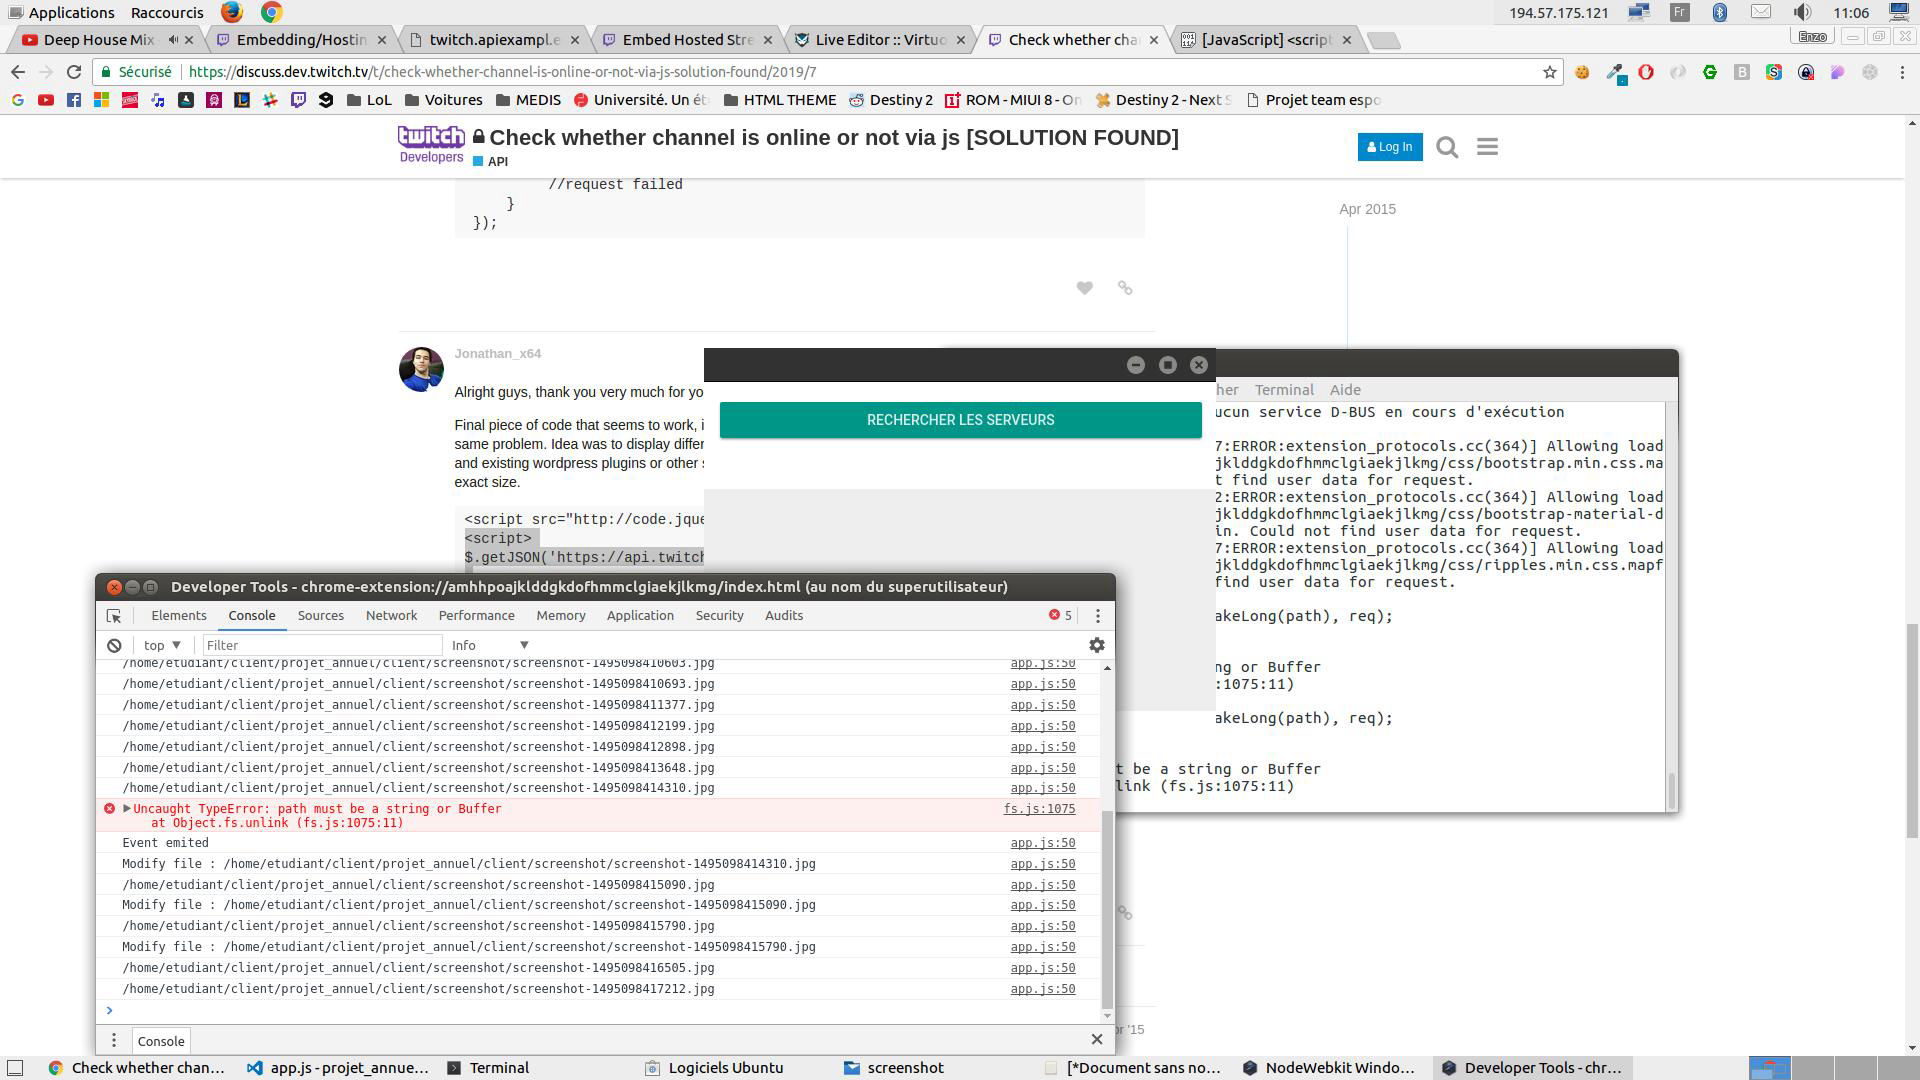 Applications
Raccourcis
194.57.175.121
Fr
11:06
Deep House Mix
Embedding/Hostin
twitch.apiexampl.e
Embed Hosted Stre
Live Editor :: Virtuo
Check whether cha
[JavaScript] <script
Enzo
Sécurisé
https://discuss.dev.twitch.tv/t/check-whether-channel-is-online-or-not-via-js-solution-found/2019/7
LoL
Voitures
MEDIS
Université. Un ét
HTML THEME
Destiny 2
ROM - MIUI 8 - On
Destiny 2 - Next S
Projet team espo
twitch
Developers
Check whether channel is online or not via js [SOLUTION FOUND]
API
Log In
//request failed
}
});
Apr 2015
Jonathan_x64
Alright guys, thank you very much for yo
Final piece of code that seems to work, i
same problem. Idea was to display differ
and existing wordpress plugins or other s
exact size.
<script src="http://code.jque
<script>
$.getJSON('https://api.twitch
RECHERCHER LES SERVEURS
her Terminal Aide
ucun service D-BUS en cours d'exécution
7:ERROR:extension_protocols.cc(364)] Allowing load
jklddgkdofhmmclgiaekjlkmg/css/bootstrap.min.css.ma
t find user data for request.
2:ERROR:extension_protocols.cc(364)] Allowing load
jklddgkdofhmmclgiaekjlkmg/css/bootstrap-material-d
in. Could not find user data for request.
7:ERROR:extension_protocols.cc(364)] Allowing load
jklddgkdofhmmclgiaekjlkmg/css/ripples.min.css.mapf
find user data for request.
akeLong(path), req);
ng or Buffer
:1075:11)
akeLong(path), req);
t be a string or Buffer
link (fs.js:1075:11)
Developer Tools - chrome-extension://amhhpoajklddgkdofhmmclgiaekjlkmg/index.html (au nom du superutilisateur)
Elements Console Sources Network Performance Memory Application Security Audits
5
top
Filter
Info
/home/etudiant/client/projet_annuel/client/screenshot/screenshot-1495098410603.jpg app.js:50
/home/etudiant/client/projet_annuel/client/screenshot/screenshot-1495098410693.jpg app.js:50
/home/etudiant/client/projet_annuel/client/screenshot/screenshot-1495098411377.jpg app.js:50
/home/etudiant/client/projet_annuel/client/screenshot/screenshot-1495098412199.jpg app.js:50
/home/etudiant/client/projet_annuel/client/screenshot/screenshot-1495098412898.jpg app.js:50
/home/etudiant/client/projet_annuel/client/screenshot/screenshot-1495098413648.jpg app.js:50
/home/etudiant/client/projet_annuel/client/screenshot/screenshot-1495098414310.jpg app.js:50
Uncaught TypeError: path must be a string or Buffer fs.js:1075
at Object.fs.unlink (fs.js:1075:11)
Event emited app.js:50
Modify file : /home/etudiant/client/projet_annuel/client/screenshot/screenshot-1495098414310.jpg app.js:50
/home/etudiant/client/projet_annuel/client/screenshot/screenshot-1495098415090.jpg app.js:50
Modify file : /home/etudiant/client/projet_annuel/client/screenshot/screenshot-1495098415090.jpg app.js:50
/home/etudiant/client/projet_annuel/client/screenshot/screenshot-1495098415790.jpg app.js:50
Modify file : /home/etudiant/client/projet_annuel/client/screenshot/screenshot-1495098415790.jpg app.js:50
/home/etudiant/client/projet_annuel/client/screenshot/screenshot-1495098416505.jpg app.js:50
/home/etudiant/client/projet_annuel/client/screenshot/screenshot-1495098417212.jpg app.js:50
Console
pr '15
Check whether chan...
app.js - projet_annue...
Terminal
Logiciels Ubuntu
screenshot
[*Document sans no...
NodeWebkit Windo...
Developer Tools - chr...